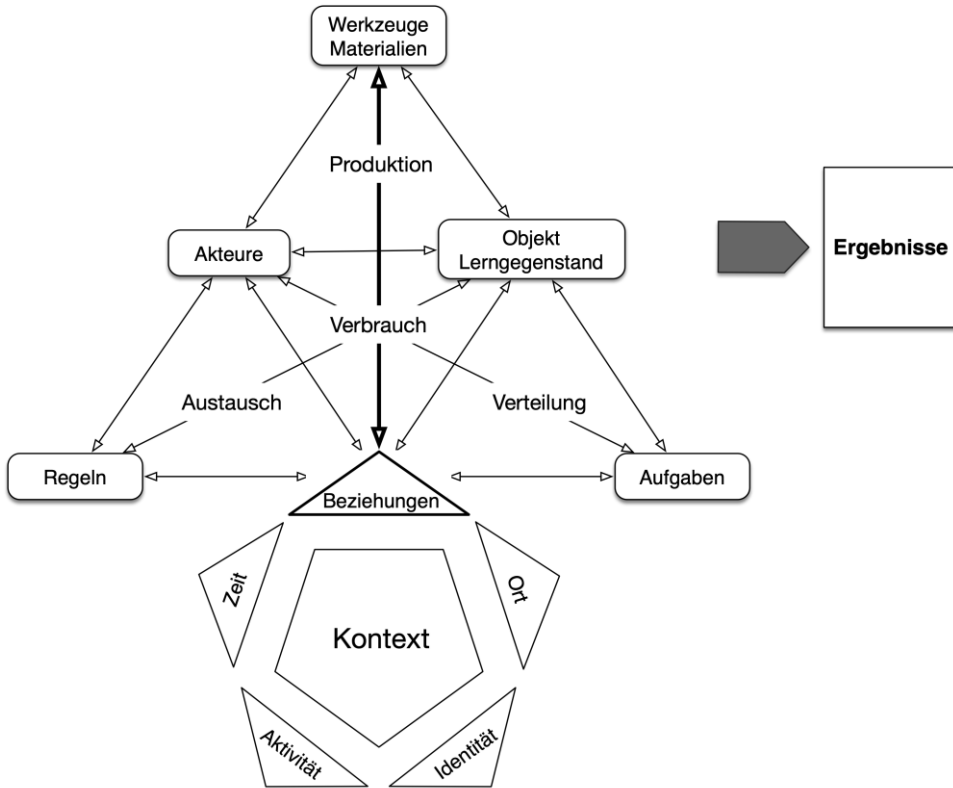 Werkzeuge
Materialien
Produktion
Akteure
Objekt
Lerngegenstand
Ergebnisse
Verbrauch
Austausch
Verteilung
Regeln
Beziehungen
Aufgaben
Zeit
Ort
Kontext
Aktivität
Identität